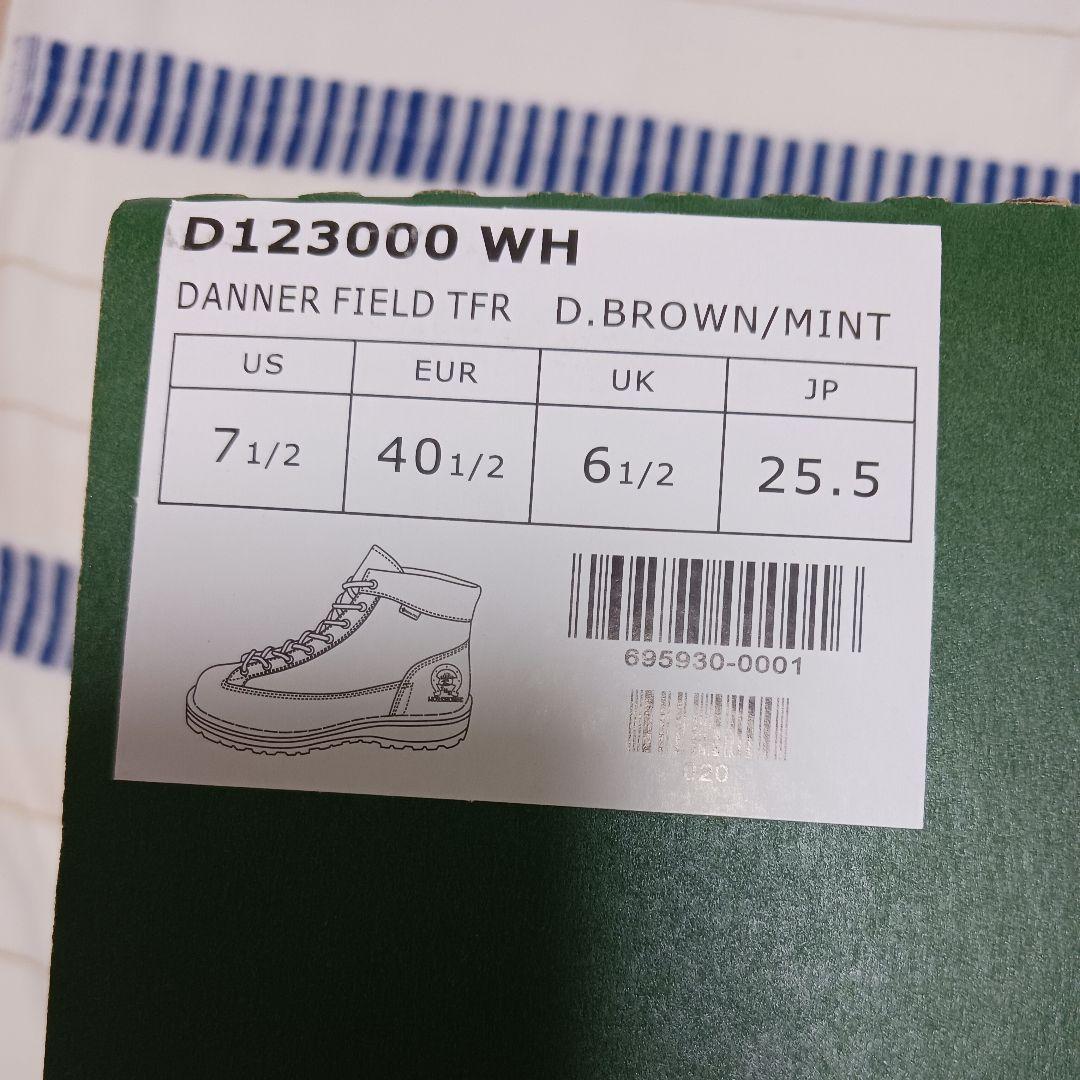 D123000 WH
DANNER FIELD TFR D.BROWN/MINT
US EUR UK JP
7 1/2 40 1/2 6 1/2 25.5
695930-0001
020